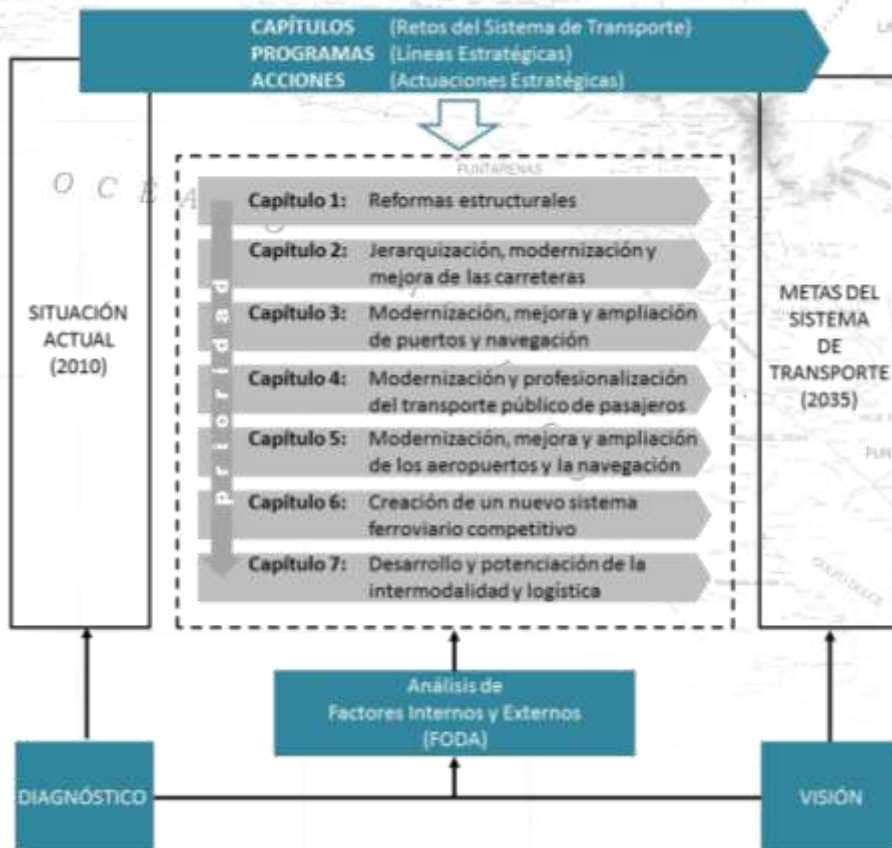 CAPÍTULOS (Retos del Sistema de Transporte)
PROGRAMAS (Líneas Estratégicas)
ACCIONES (Actuaciones Estratégicas)
PUNTARENAS
O C E A
SITUACIÓN
ACTUAL
(2010)
Prioridad
Capítulo 1: Reformas estructurales
Capítulo 2: Jerarquización, modernización y
mejora de las carreteras
Capítulo 3: Modernización, mejora y ampliación
de puertos y navegación
Capítulo 4: Modernización y profesionalización
del transporte público de pasajeros
Capítulo 5: Modernización, mejora y ampliación
de los aeropuertos y la navegación
Capítulo 6: Creación de un nuevo sistema
ferroviario competitivo
Capítulo 7: Desarrollo y potenciación de la
intermodalidad y logística
METAS DEL
SISTEMA
DE
TRANSPORTE
(2035)
GOLFO DULCE
Análisis de
Factores Internos y Externos
(FODA)
DIAGNÓSTICO
VISIÓN